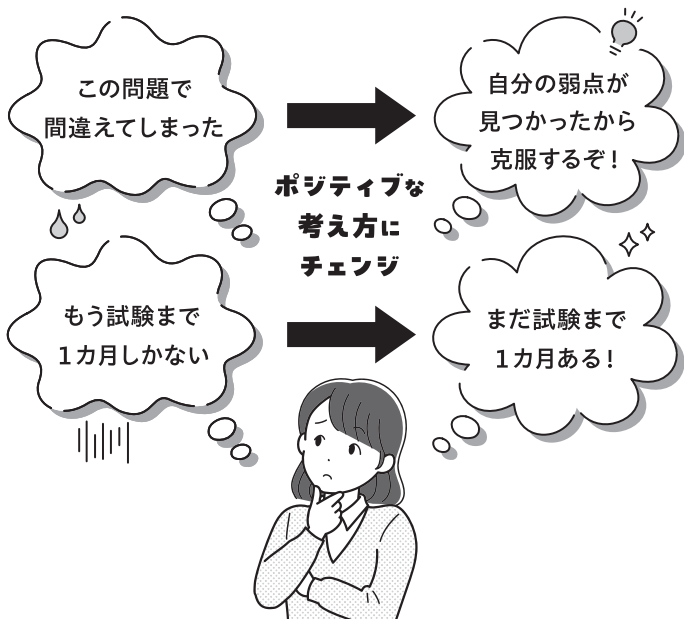 この問題で
間違えてしまった
自分の弱点が
見つかったから
克服するぞ!
ポジティブな
考え方に
チェンジ
もう試験まで
1カ月しかない
まだ試験まで
1カ月ある!